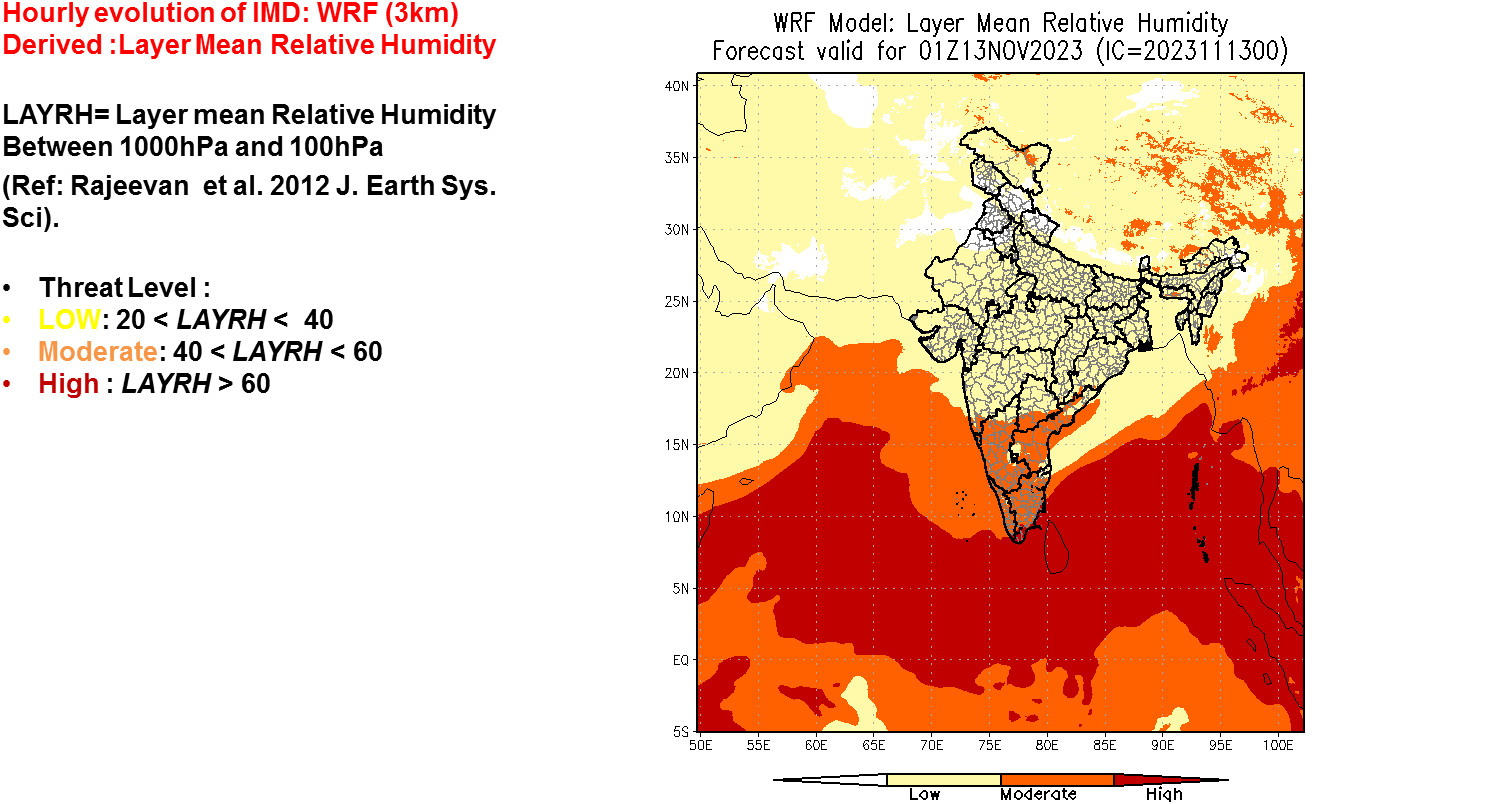 Hourly evolution of IMD: WRF (3km)
Derived :Layer Mean Relative Humidity
LAYRH= Layer mean Relative Humidity
Between 1000hPa and 100hPa
(Ref: Rajeevan et al. 2012 J. Earth Sys.
Sci).
• Threat Level :
• LOW: 20 < LAYRH < 40
• Moderate: 40 < LAYRH < 60
• High : LAYRH > 60
WRF Model: Layer Mean Relative Humidity
Forecast valid for 01Z13NOV2023 (IC=2023111300)
40N
35N
30N
25N
20N
15N
10N
5N
EQ
5S
50E 55E 60E 65E 70E 75E 80E 85E 90E 95E 100E
Low Moderate High